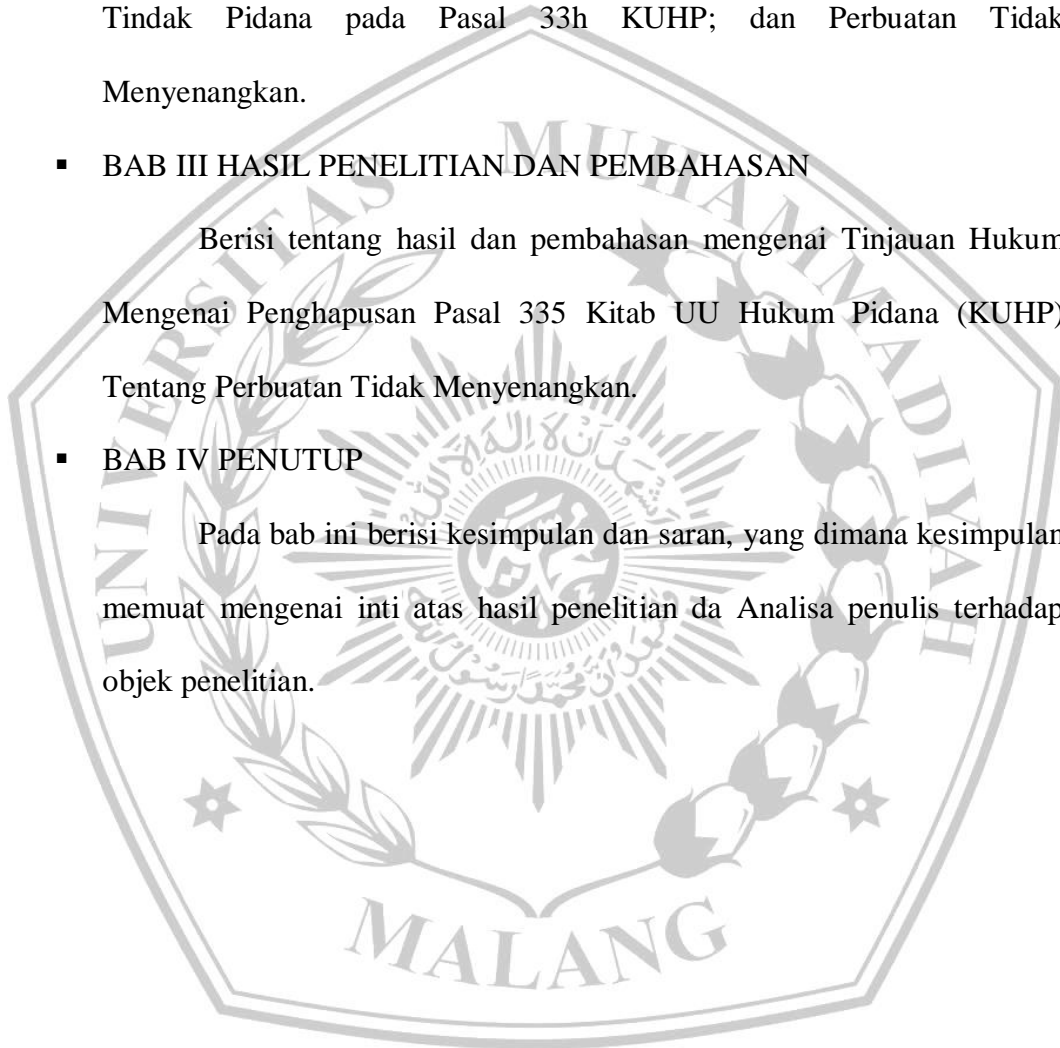 Tindak Pidana pada Pasal 33h KUHP; dan Perbuatan Tidak
Menyenangkan.
▪ BAB III HASIL PENELITIAN DAN PEMBAHASAN
Berisi tentang hasil dan pembahasan mengenai Tinjauan Hukum
Mengenai Penghapusan Pasal 335 Kitab UU Hukum Pidana (KUHP)
Tentang Perbuatan Tidak Menyenangkan.
▪ BAB IV PENUTUP
Pada bab ini berisi kesimpulan dan saran, yang dimana kesimpulan
memuat mengenai inti atas hasil penelitian da Analisa penulis terhadap
objek penelitian.
UNIVERSITAS MUHAMMADIYAH
MALANG